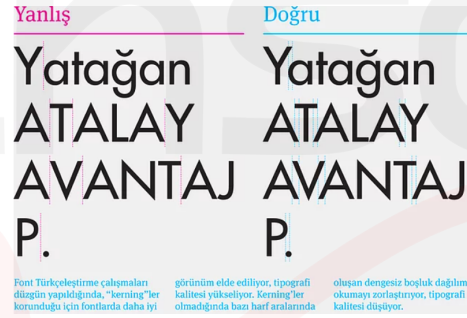 Yanlış
Yatağan
ATALAY
AVANTAJ
P.
Doğru
Yatağan
ATALAY
AVANTAJ
P.
Font Türkçeleştirme çalışmaları
düzgün yapıldığında, “kerning”ler
korunduğu için fontlarda daha iyi
görünüm elde ediliyor, tipografi
kalitesi yükseliyor. Kerning'ler
olmadığında bazı harf aralarında
oluşan dengesiz boşluk dağılım
okumayı zorlaştırıyor, tipografi
kalitesi düşüyor.